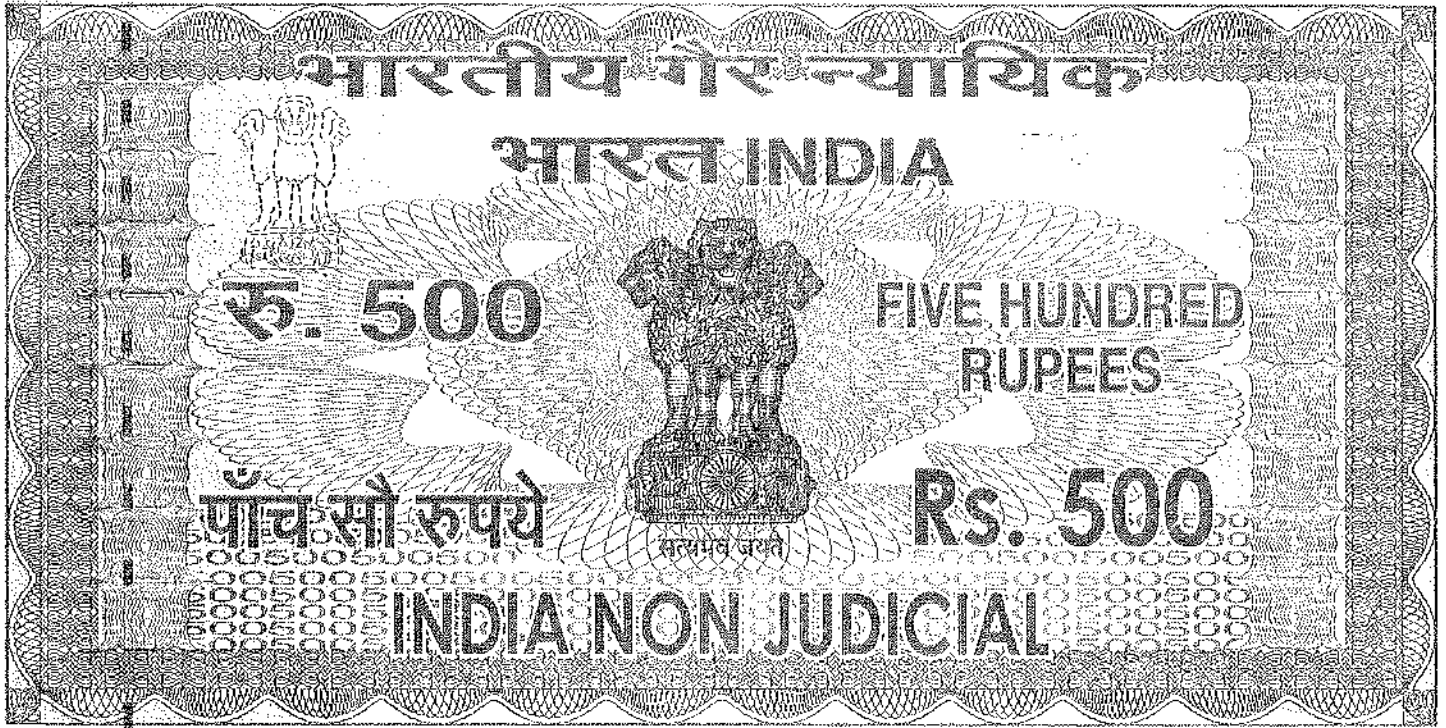 भारतीय गैर न्यायिक
भारत INDIA
रु. 500
FIVE HUNDRED
RUPEES
पाँच सौ रुपये
Rs. 500
सत्यमेव जयते
INDIA NON JUDICIAL